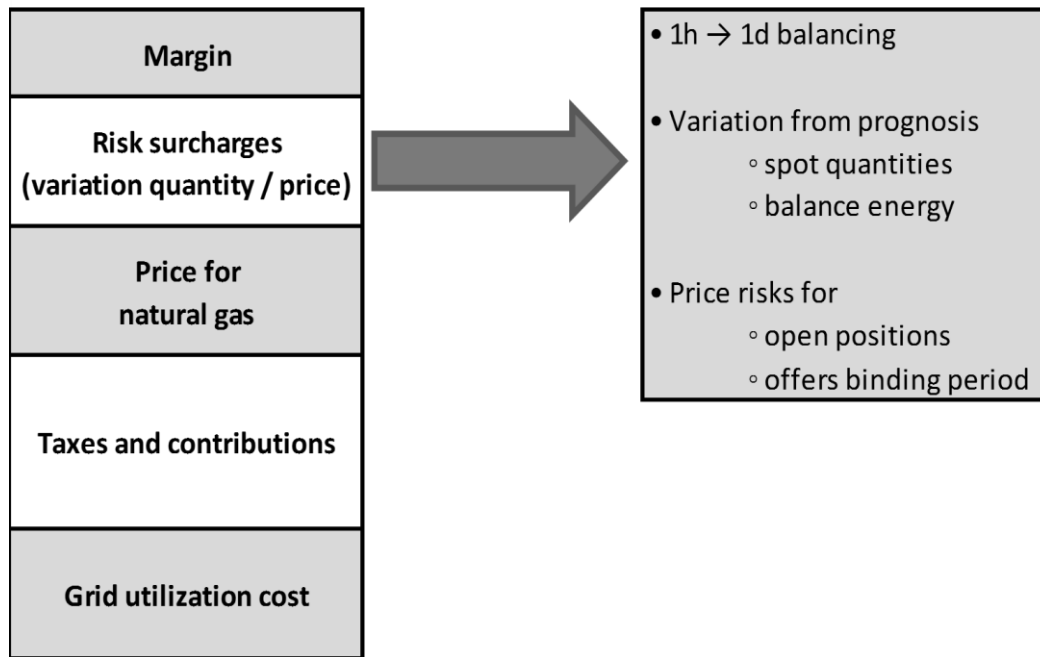 Margin
Risk surcharges
(variation quantity / price)
Price for
natural gas
Taxes and contributions
Grid utilization cost
• 1h → 1d balancing
• Variation from prognosis
◦ spot quantities
◦ balance energy
• Price risks for
◦ open positions
◦ offers binding period